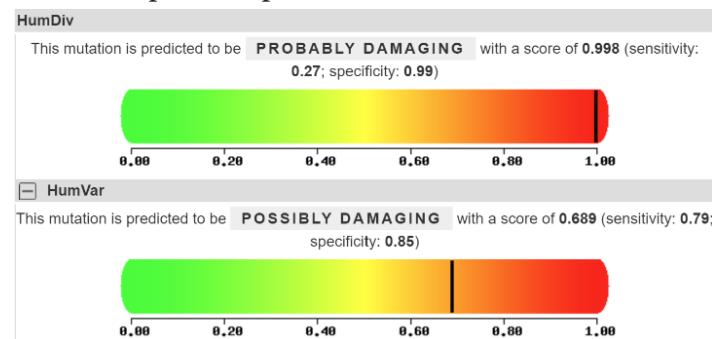 HumDiv
This mutation is predicted to be PROBABLY DAMAGING with a score of 0.998 (sensitivity:
0.27; specificity: 0.99)
0.00 0.20 0.40 0.60 0.80 1.00
HumVar
This mutation is predicted to be POSSIBLY DAMAGING with a score of 0.689 (sensitivity: 0.79;
specificity: 0.85)
0.00 0.20 0.40 0.60 0.80 1.00